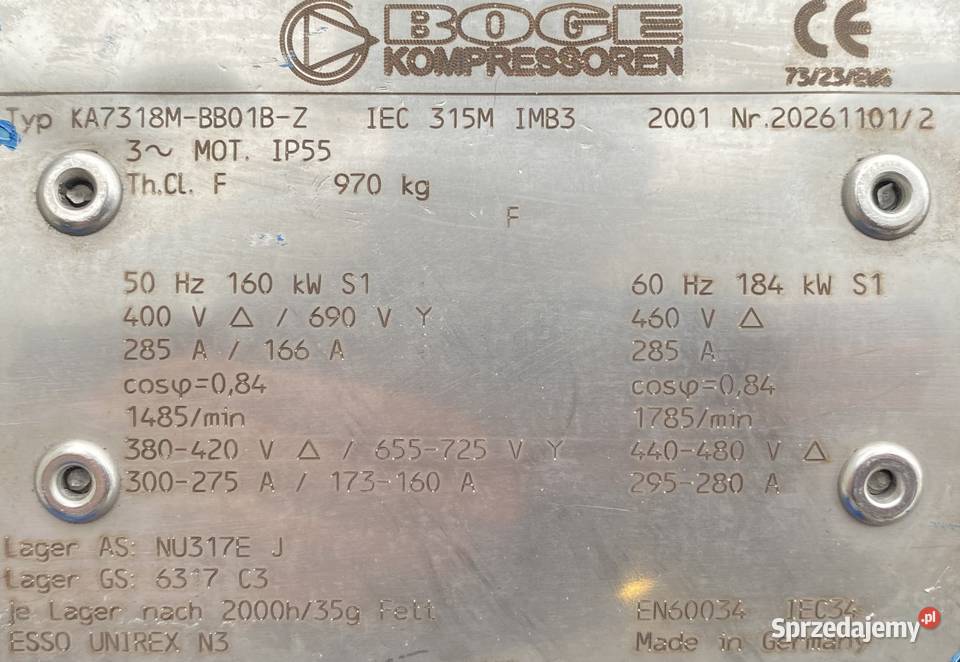 BOGE
KOMPRESSOREN
CE
73/23/EWG
Typ KA7318M-BB01B-Z IEC 315M IMB3 2001 Nr.20261101/2
3~ MOT. IP55
Th.Cl. F 970 kg
F
50 Hz 160 kW S1
400 V Δ / 690 V Y
285 A / 166 A
cosφ=0,84
1485/min
380-420 V Δ / 655-725 V Y
300-275 A / 173-160 A
60 Hz 184 kW S1
460 V Δ
285 A
cosφ=0,84
1785/min
440-480 V Δ
295-280 A
Lager AS: NU317E J
Lager GS: 6317 C3
je Lager nach 2000h/35g Fett
ESSO UNIREX N3
EN60034 IEC34
Made in Germany
Sprzedajemy.pl